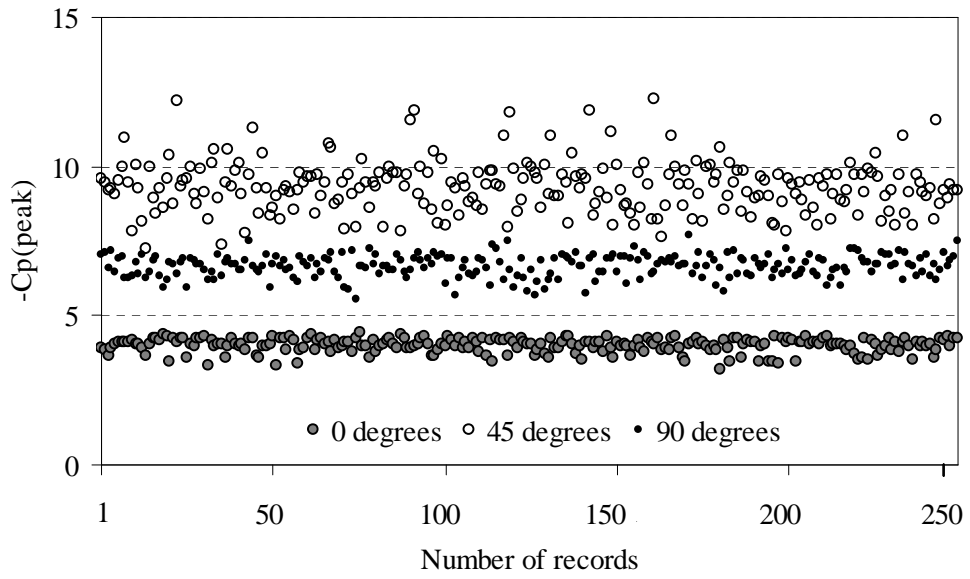 15
10
5
0
-Cp(peak)
0 degrees 45 degrees 90 degrees
1 50 100 150 200 250
Number of records